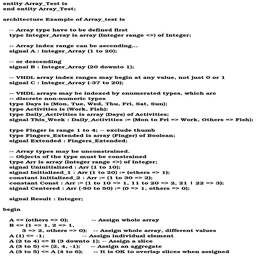 entity Array_Test is
end entity Array_Test;
architecture Example of Array_test is
-- Array type have to be defined first
type Integer_Array is array (Integer range <>) of Integer;
-- Array index range can be ascending...
signal A : Integer_Array (1 to 20);
-- or descending
signal B : Integer_Array (20 downto 1);
-- VHDL array index ranges may begin at any value, not just 0 or 1
signal C : Integer_Array (-37 to 20);
-- VHDL arrays may be indexed by enumerated types, which are
-- discrete non-numeric types
type Days is (Mon, Tue, Wed, Thu, Fri, Sat, Sun);
type Activities is (Work, Fish);
type Daily_Activities is array (Days) of Activities;
signal This_Week : Daily_Activities := (Mon to Fri => Work, Others => Fish);
type Finger is range 1 to 4; -- exclude thumb
type Fingers_Extended is array (Finger) of Boolean;
signal Extended : Fingers_Extended;
-- Array types may be unconstrained.
-- Objects of the type must be constrained
type Arr is array (Integer range <>) of Integer;
signal Uninitialized : Arr (1 to 10);
signal Initialized_1 : Arr (1 to 20) := (others => 1);
constant Initialized_2 : Arr := (1 to 30 => 2);
constant Const : Arr := (1 to 10 => 1, 11 to 20 => 2, 21 | 22 => 3);
signal Centered : Arr (-50 to 50) := (0 => 1, others => 0);
signal Result : Integer;
begin
A <= (others => 0); -- Assign whole array
B <= (1 => 1, 2 => 1,
3 => 2, others => 0); -- Assign whole array, different values
A (1) <= -1; -- Assign individual element
A (2 to 4) <= B (3 downto 1); -- Assign a slice
A (3 to 5) <= (2, 4, -1); -- Assign an aggregate
A (3 to 5) <= A (4 to 6); -- It is OK to overlap slices when assigned